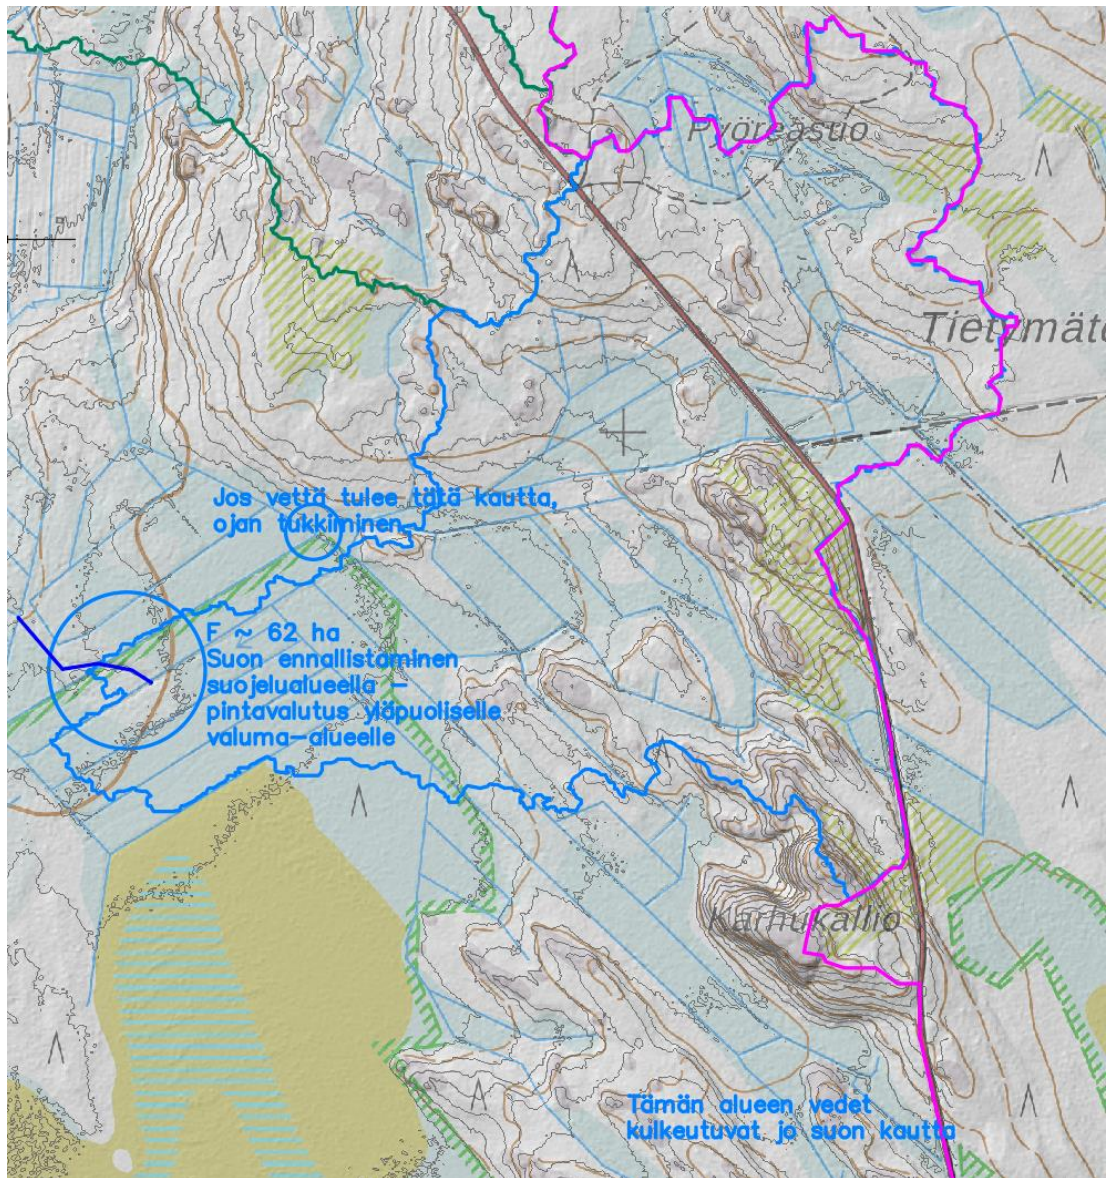 Pyöreäsuo
Tietymäte
Jos vettä tulee tätä kautta,
ojan tukkiminen
F ~ 62 ha
Suon ennallistaminen
suojelualueella –
pintavalutus yläpuoliselle
valuma-alueelle
Karhukallio
Tämän alueen vedet
kulkeutuvat jo suon kautta